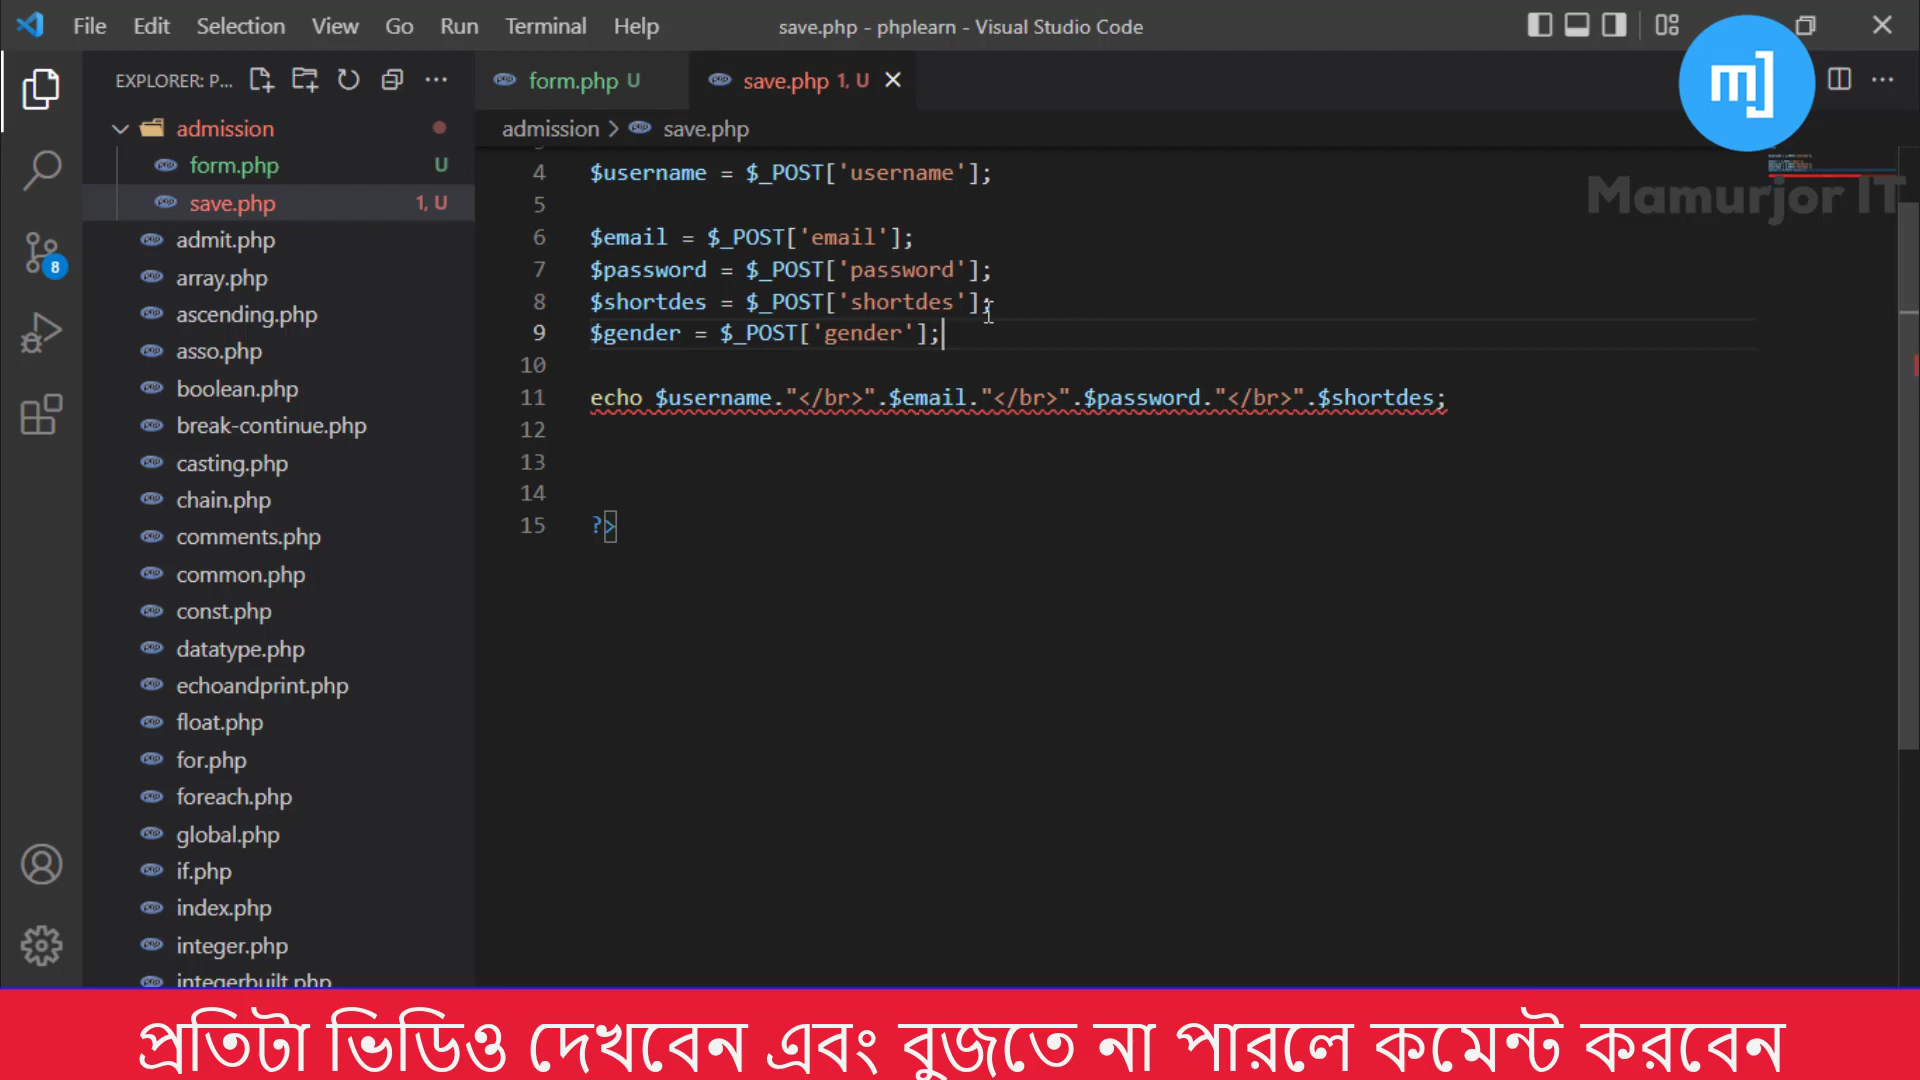 File Edit Selection View Go Run Terminal Help
save.php - phplearn - Visual Studio Code
mJ
EXPLORER: P...
form.php U
save.php 1, U
admission > save.php
Mamurjor IT
admission
form.php U
save.php 1, U
admit.php
array.php
ascending.php
asso.php
boolean.php
break-continue.php
casting.php
chain.php
comments.php
common.php
const.php
datatype.php
echoandprint.php
float.php
for.php
foreach.php
global.php
if.php
index.php
integer.php
integerbuilt.php
8
4 $username = $_POST['username'];
5
6 $email = $_POST['email'];
7 $password = $_POST['password'];
8 $shortdes = $_POST['shortdes'];
9 $gender = $_POST['gender'];
10
11 echo $username."</br>".$email."</br>".$password."</br>".$shortdes;
12
13
14
15 ?>
প্রতিটা ভিডিও দেখবেন এবং বুজতে না পারলে কমেন্ট করবেন